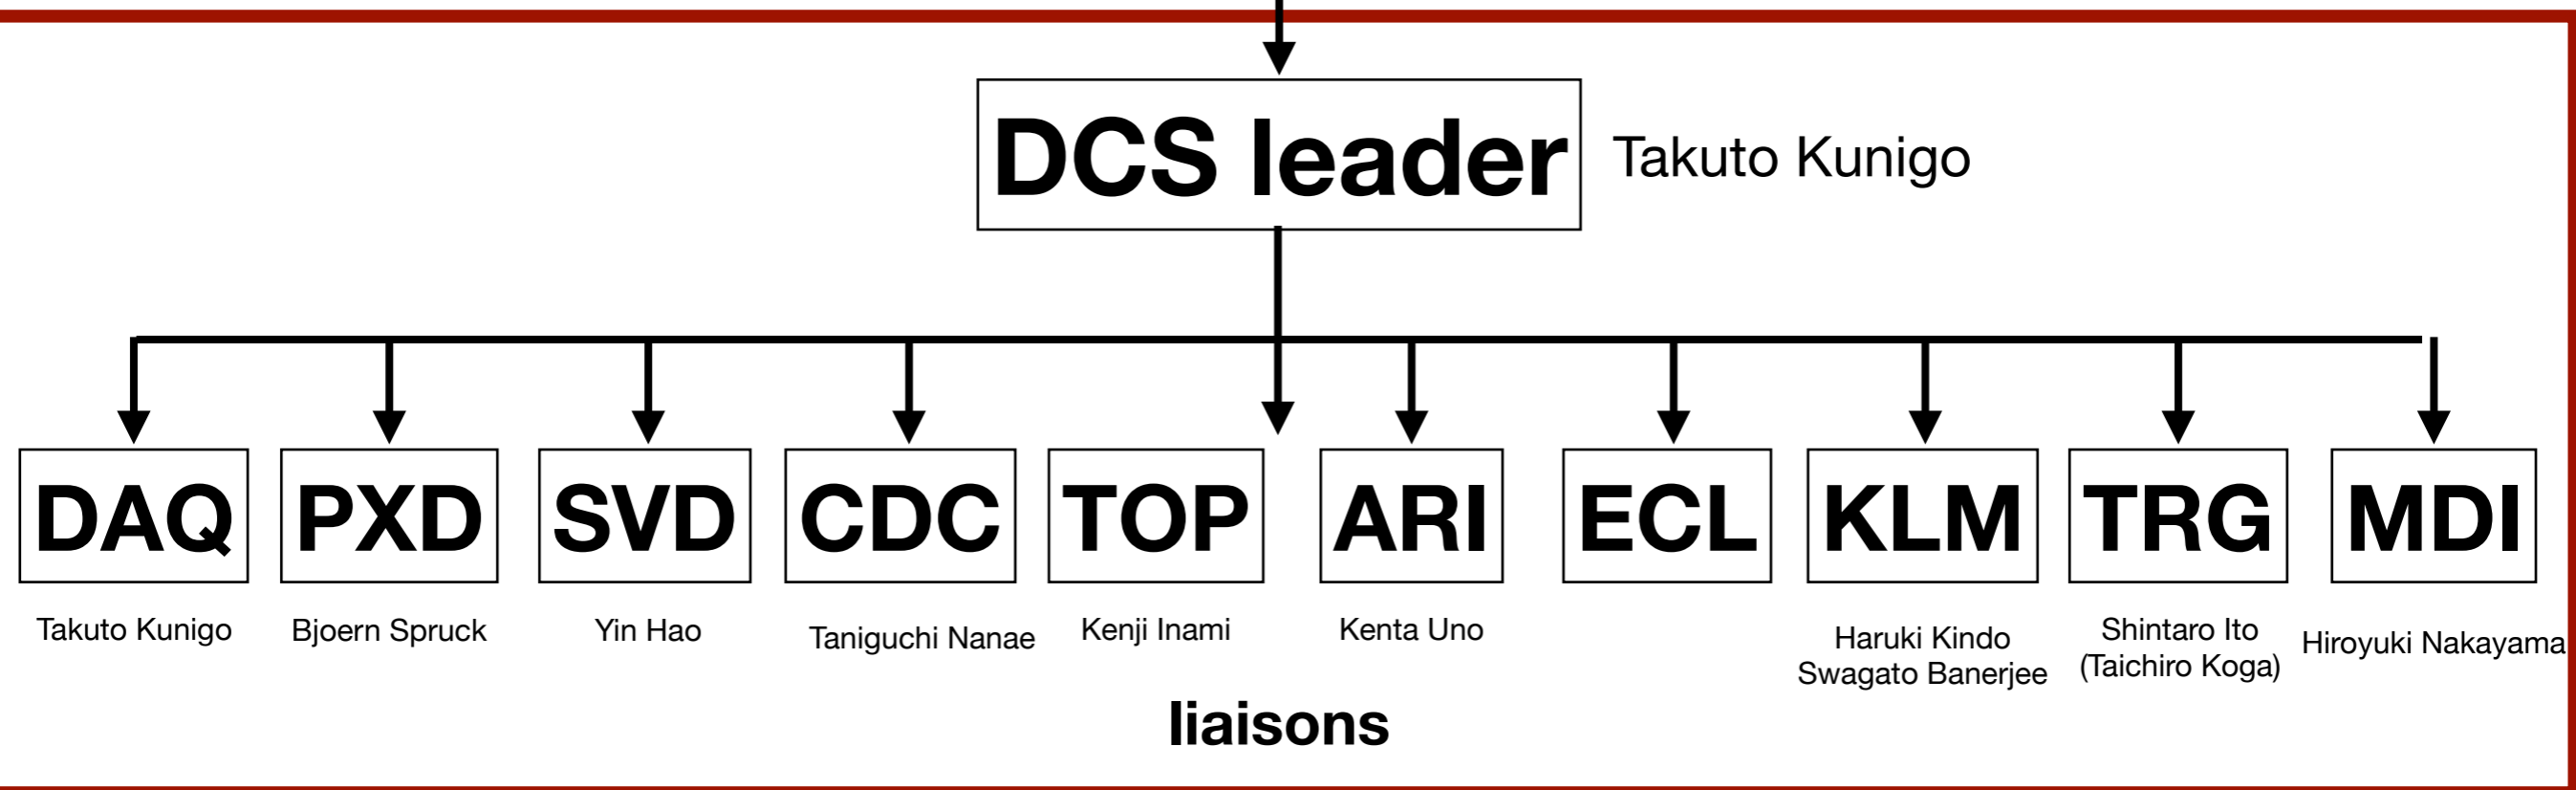 DCS leader
Takuto Kunigo
DAQ
PXD
SVD
CDC
TOP
ARI
ECL
KLM
TRG
MDI
Takuto Kunigo
Bjoern Spruck
Yin Hao
Taniguchi Nanae
Kenji Inami
Kenta Uno
Haruki Kindo
Swagato Banerjee
Shintaro Ito
(Taichiro Koga)
Hiroyuki Nakayama
liaisons